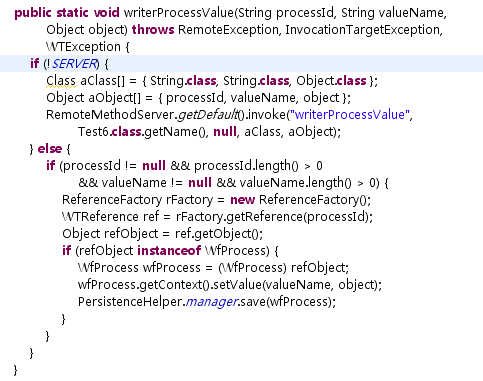 public static void writerProcessValue(String processId, String valueName,
        Object object) throws RemoteException, InvocationTargetException,
        WTException {
    if (!SERVER) {
        Class aClass[] = { String.class, String.class, Object.class };
        Object aObject[] = { processId, valueName, object };
        RemoteMethodServer.getDefault().invoke("writerProcessValue",
                Test6.class.getName(), null, aClass, aObject);
    } else {
        if (processId != null && processId.length() > 0
                && valueName != null && valueName.length() > 0) {
            ReferenceFactory rFactory = new ReferenceFactory();
            WTReference ref = rFactory.getReference(processId);
            Object refObject = ref.getObject();
            if (refObject instanceof WfProcess) {
                WfProcess wfProcess = (WfProcess) refObject;
                wfProcess.getContext().setValue(valueName, object);
                PersistenceHelper.manager.save(wfProcess);
            }
        }
    }
}